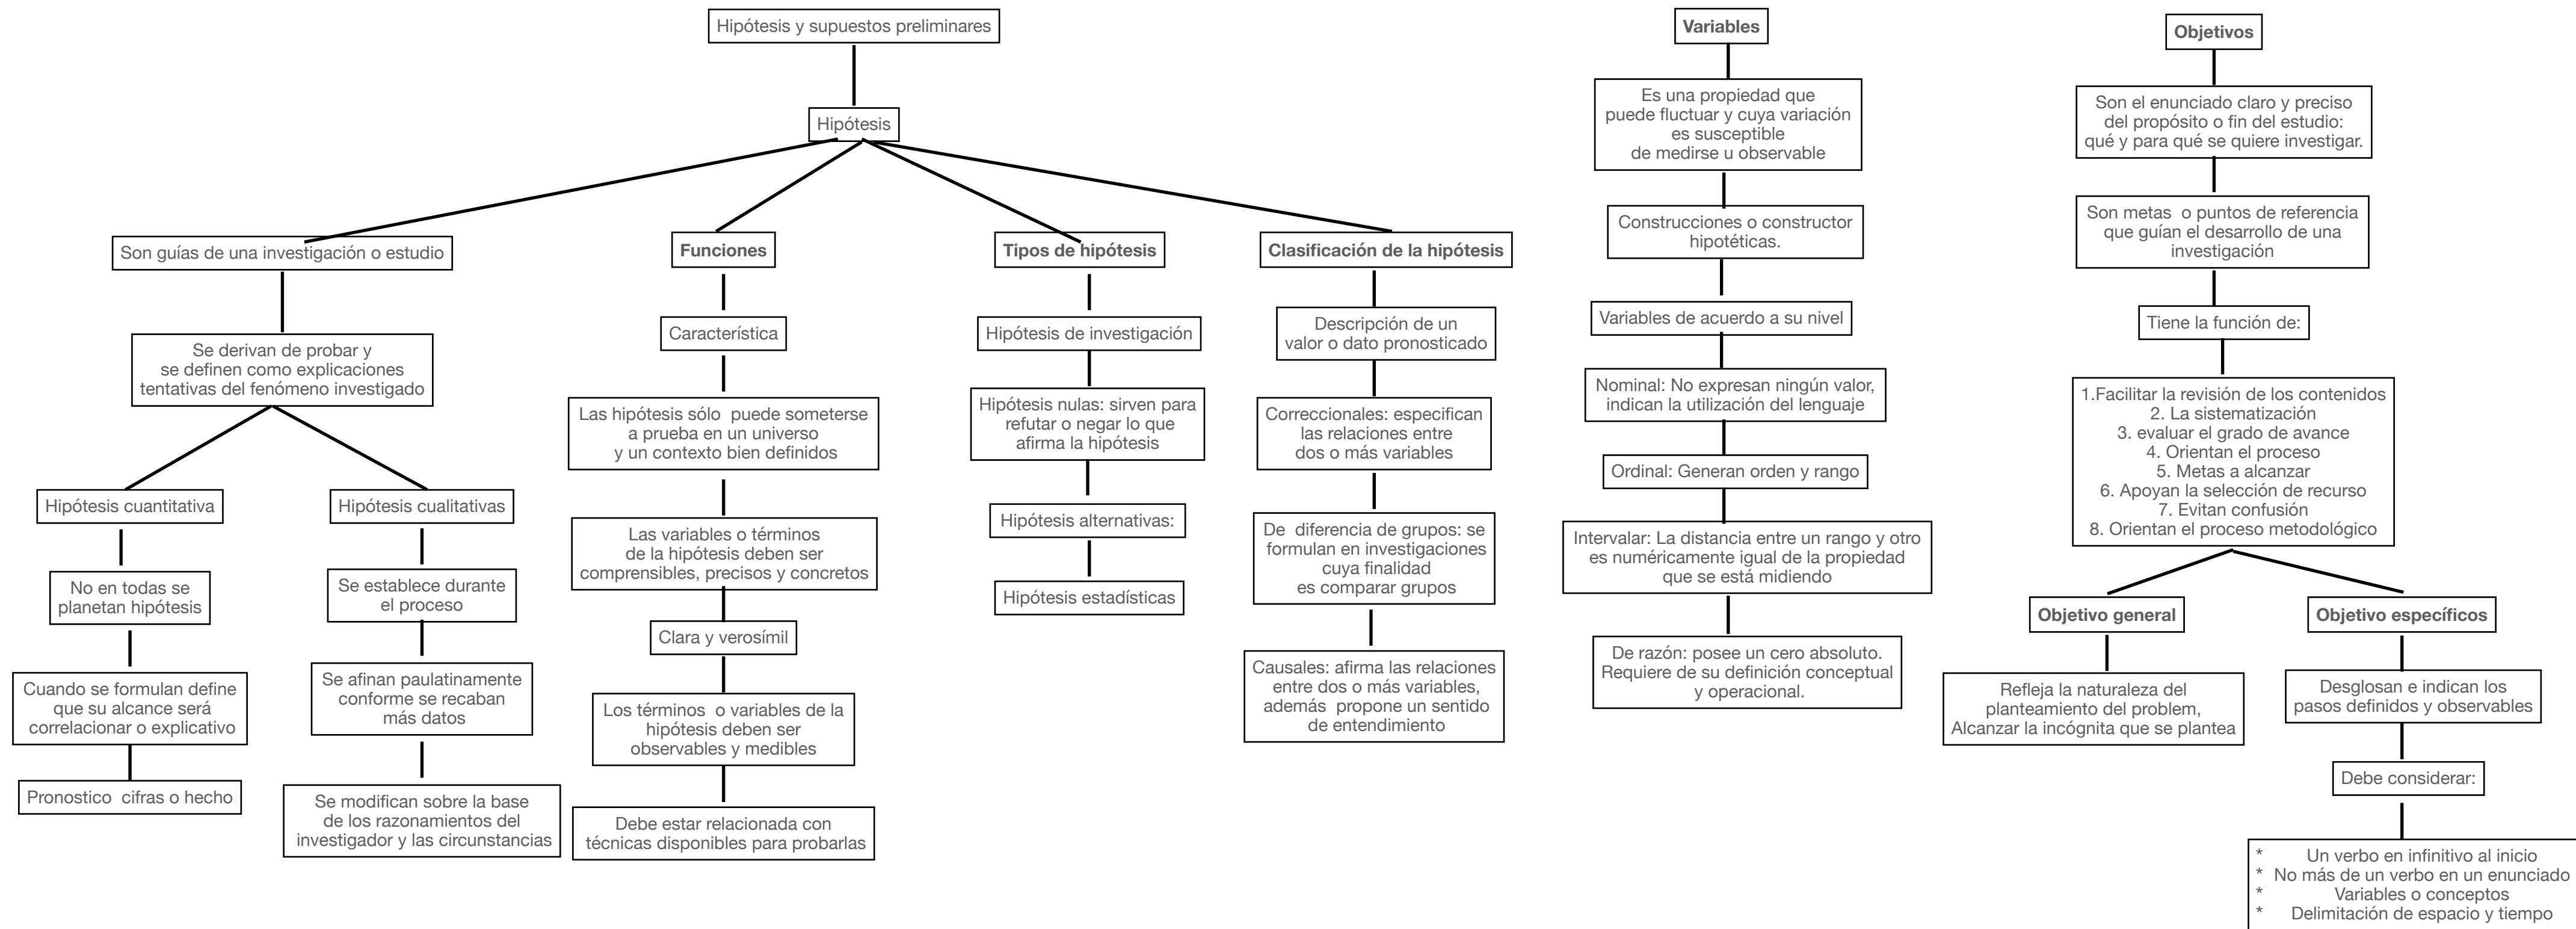 Hipótesis y supuestos preliminares
Hipótesis
Son guías de una investigación o estudio
Se derivan de probar y
se definen como explicaciones
tentativas del fenómeno investigado
Hipótesis cuantitativa
No en todas se
planetan hipótesis
Cuando se formulan define
que su alcance será
correlacionar o explicativo
Pronostico cifras o hecho
Hipótesis cualitativas
Se establece durante
el proceso
Se afinan paulatinamente
conforme se recaban
más datos
Se modifican sobre la base
de los razonamientos del
investigador y las circunstancias
Funciones
Característica
Las hipótesis sólo puede someterse
a prueba en un universo
y un contexto bien definidos
Las variables o términos
de la hipótesis deben ser
comprensibles, precisos y concretos
Clara y verosímil
Los términos o variables de la
hipótesis deben ser
observables y medibles
Debe estar relacionada con
técnicas disponibles para probarlas
Tipos de hipótesis
Hipótesis de investigación
Hipótesis nulas: sirven para
refutar o negar lo que
afirma la hipótesis
Hipótesis alternativas:
Hipótesis estadísticas
Clasificación de la hipótesis
Descripción de un
valor o dato pronosticado
Correccionales: especifican
las relaciones entre
dos o más variables
De diferencia de grupos: se
formulan en investigaciones
cuya finalidad
es comparar grupos
Causales: afirma las relaciones
entre dos o más variables,
además propone un sentido
de entendimiento
Variables
Es una propiedad que
puede fluctuar y cuya variación
es susceptible
de medirse u observable
Construcciones o constructor
hipotéticas.
Variables de acuerdo a su nivel
Nominal: No expresan ningún valor,
indican la utilización del lenguaje
Ordinal: Generan orden y rango
Intervalar: La distancia entre un rango y otro
es numéricamente igual de la propiedad
que se está midiendo
De razón: posee un cero absoluto.
Requiere de su definición conceptual
y operacional.
Objetivos
Son el enunciado claro y preciso
del propósito o fin del estudio:
qué y para qué se quiere investigar.
Son metas o puntos de referencia
que guían el desarrollo de una
investigación
Tiene la función de:
1.Facilitar la revisión de los contenidos
2. La sistematización
3. evaluar el grado de avance
4. Orientan el proceso
5. Metas a alcanzar
6. Apoyan la selección de recurso
7. Evitan confusión
8. Orientan el proceso metodológico
Objetivo general
Refleja la naturaleza del
planteamiento del problem,
Alcanzar la incógnita que se plantea
Objetivo específicos
Desglosan e indican los
pasos definidos y observables
Debe considerar:
* Un verbo en infinitivo al inicio
* No más de un verbo en un enunciado
* Variables o conceptos
* Delimitación de espacio y tiempo